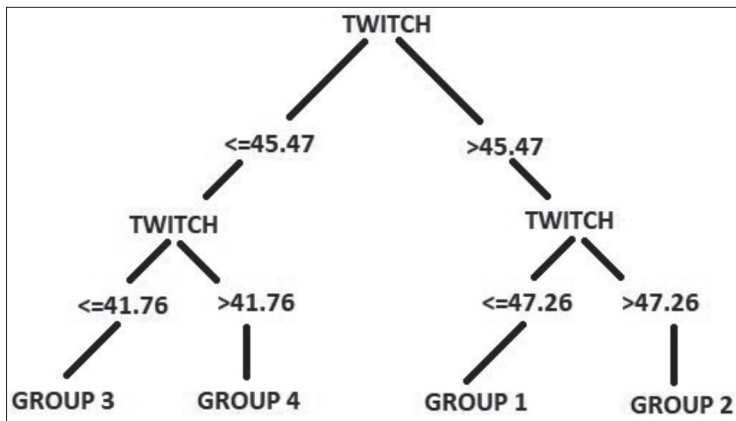 TWITCH
<=45.47 >45.47
TWITCH TWITCH
<=41.76 >41.76 <=47.26 >47.26
GROUP 3 GROUP 4 GROUP 1 GROUP 2